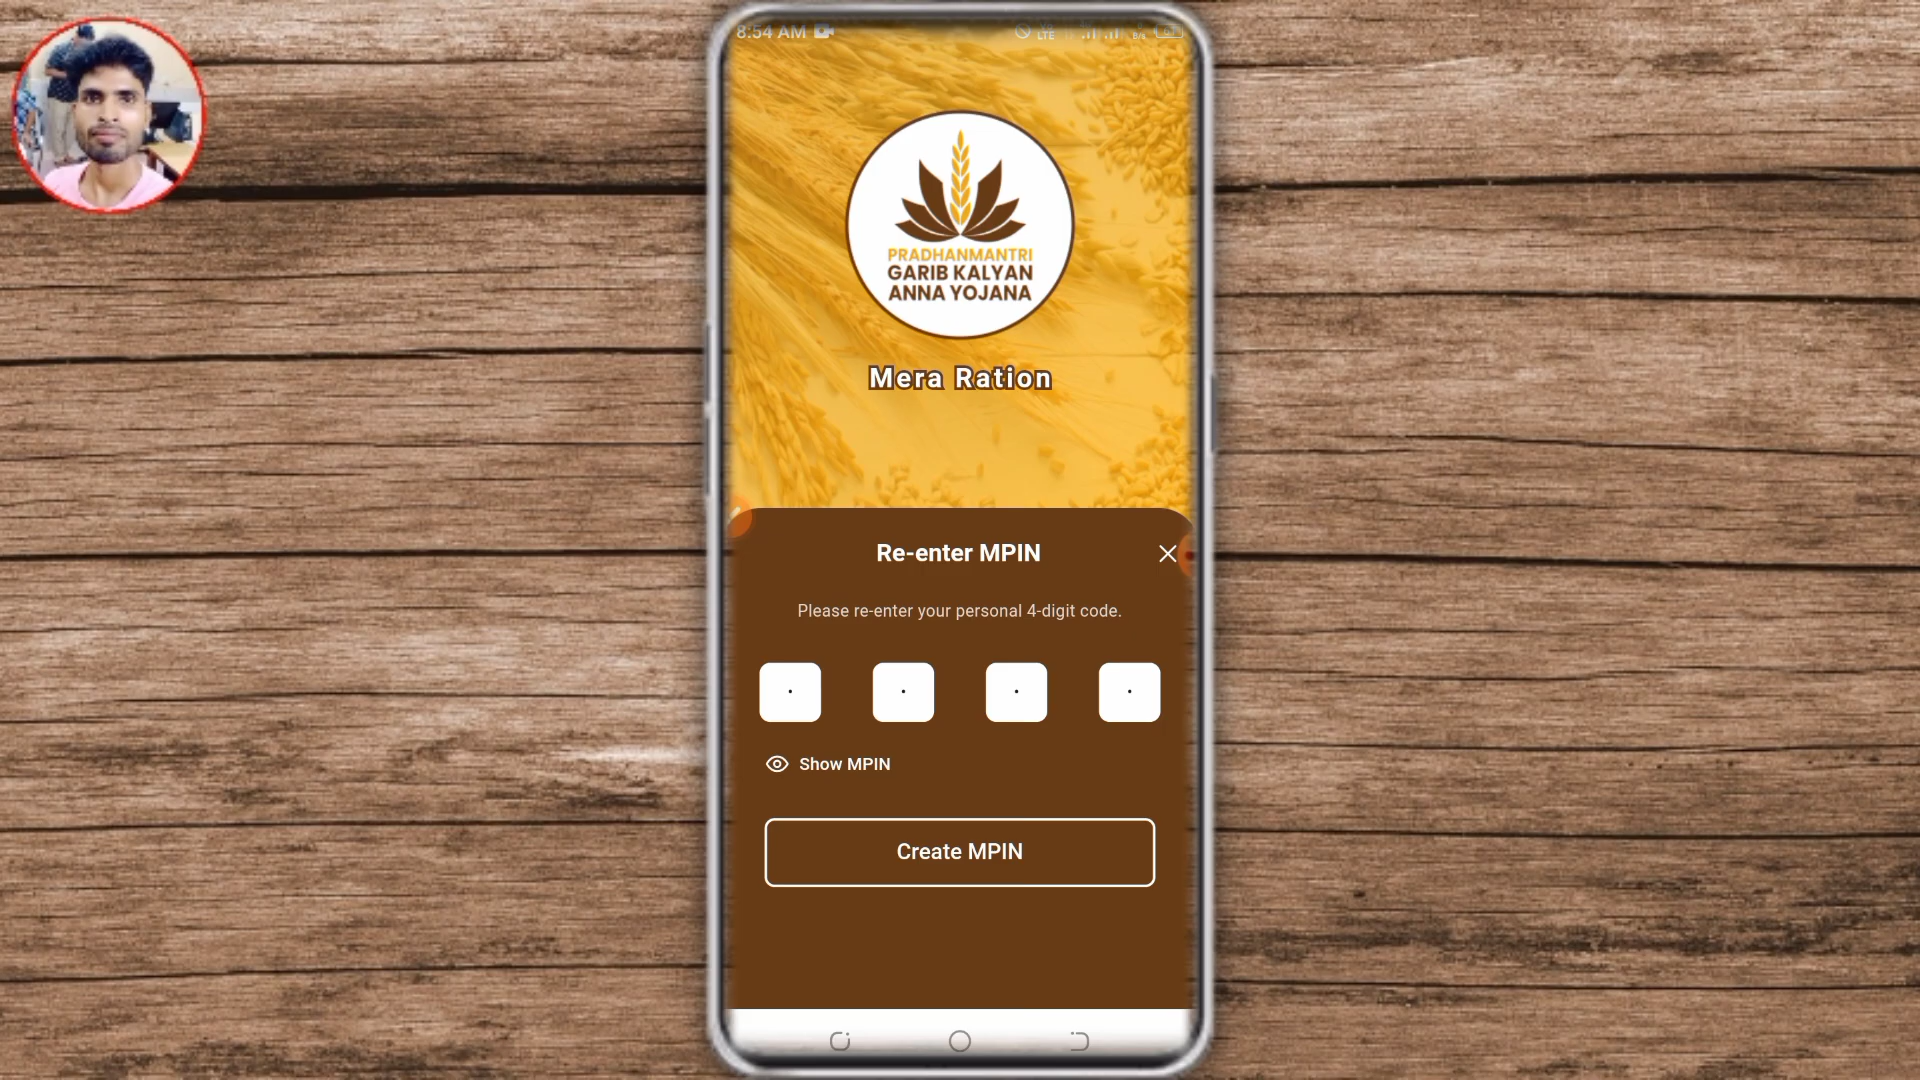 8:54 AM
PRADHANMANTRI
GARIB KALYAN
ANNA YOJANA
Mera Ration
Re-enter MPIN
Please re-enter your personal 4-digit code.
Show MPIN
Create MPIN